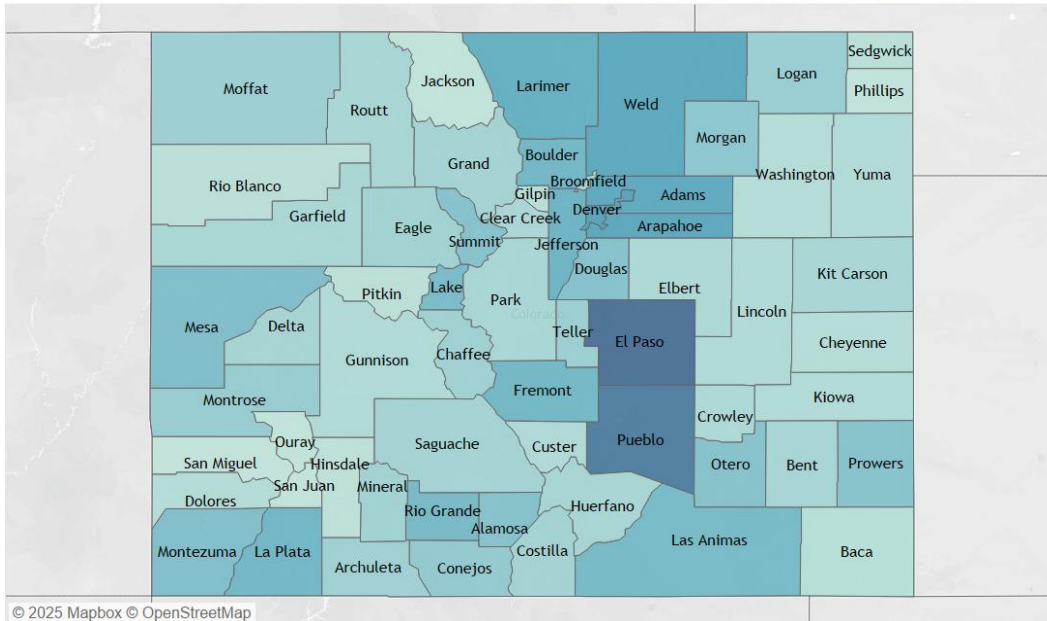 Sedgwick
Jackson
Larimer
Logan
Moffat
Phillips
Weld
Routt
Morgan
Boulder
Grand
Washington
Yuma
Broomfield
Rio Blanco
Gilpin
Adams
Denver
Garfield
Clear Creek
Eagle
Arapahoe
Summit
Jefferson
Douglas
Kit Carson
Lake
Elbert
Pitkin
Park
Lincoln
Colorado
Mesa
Delta
Teller
El Paso
Cheyenne
Chaffee
Gunnison
Fremont
Montrose
Kiowa
Crowley
Pueblo
Ouray
Saguache
Custer
San Miguel
Hinsdale
Otero
Bent
Prowers
San Juan
Mineral
Dolores
Huerfano
Rio Grande
Alamosa
Las Animas
Montezuma
La Plata
Costilla
Baca
Archuleta
Conejos
© 2025 Mapbox © OpenStreetMap